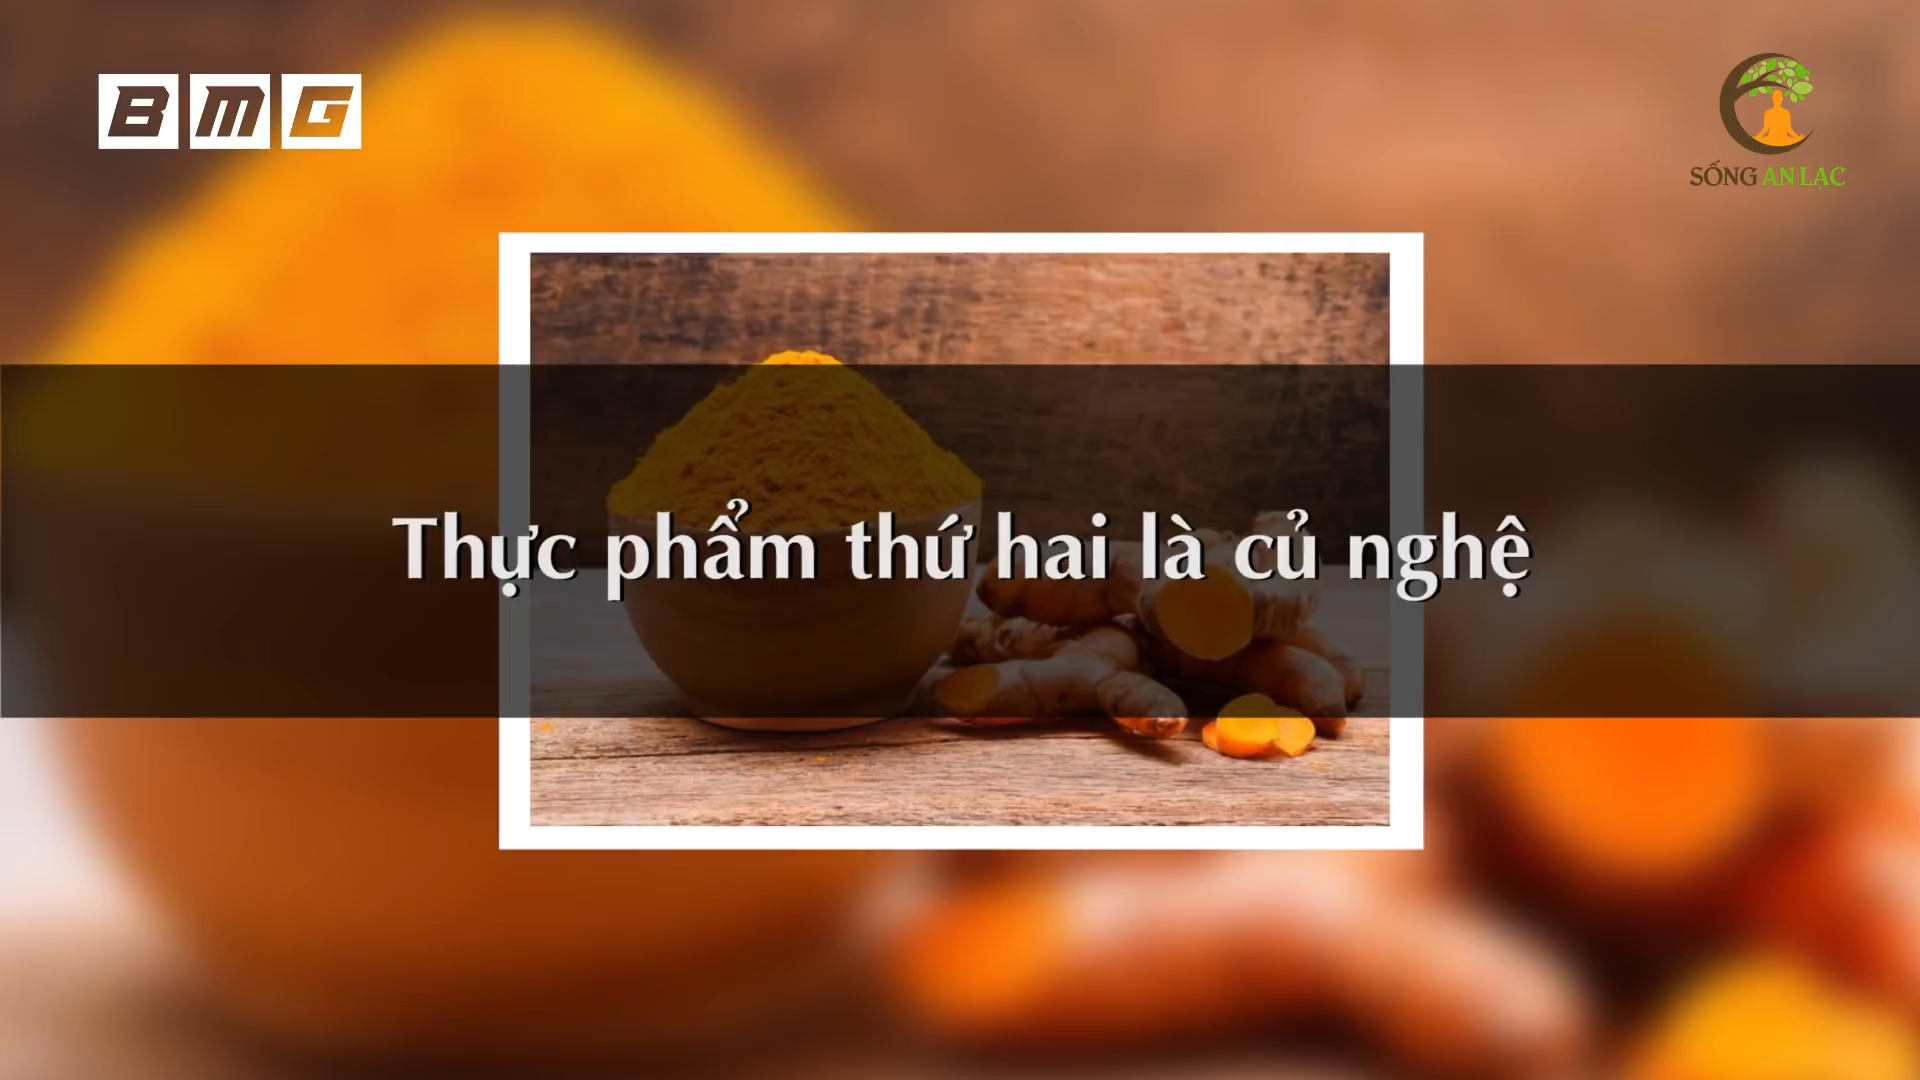 BMG
SỐNG AN LẠC
Thực phẩm thứ hai là củ nghệ